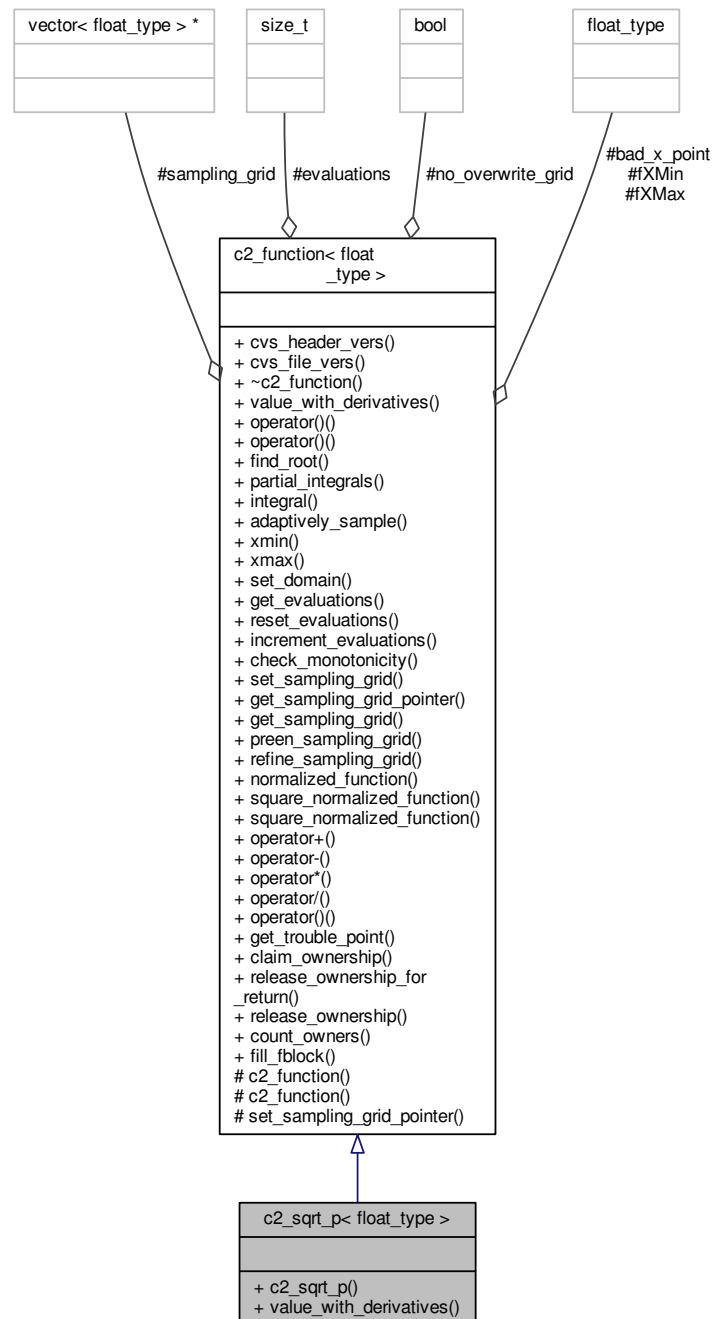 vector< float_type > *
size_t
bool
float_type
#sampling_grid
#evaluations
#no_overwrite_grid
#bad_x_point
#fXMin
#fXMax
c2_function< float
_type >
+ cvs_header_vers()
+ cvs_file_vers()
+ ~c2_function()
+ value_with_derivatives()
+ operator()()
+ operator()()
+ find_root()
+ partial_integrals()
+ integral()
+ adaptively_sample()
+ xmin()
+ xmax()
+ set_domain()
+ get_evaluations()
+ reset_evaluations()
+ increment_evaluations()
+ check_monotonicity()
+ set_sampling_grid()
+ get_sampling_grid_pointer()
+ get_sampling_grid()
+ preen_sampling_grid()
+ refine_sampling_grid()
+ normalized_function()
+ square_normalized_function()
+ square_normalized_function()
+ operator+()
+ operator-()
+ operator*()
+ operator/()
+ operator()()
+ get_trouble_point()
+ claim_ownership()
+ release_ownership_for
_return()
+ release_ownership()
+ count_owners()
+ fill_fblock()
# c2_function()
# c2_function()
# set_sampling_grid_pointer()
c2_sqrt_p< float_type >
+ c2_sqrt_p()
+ value_with_derivatives()